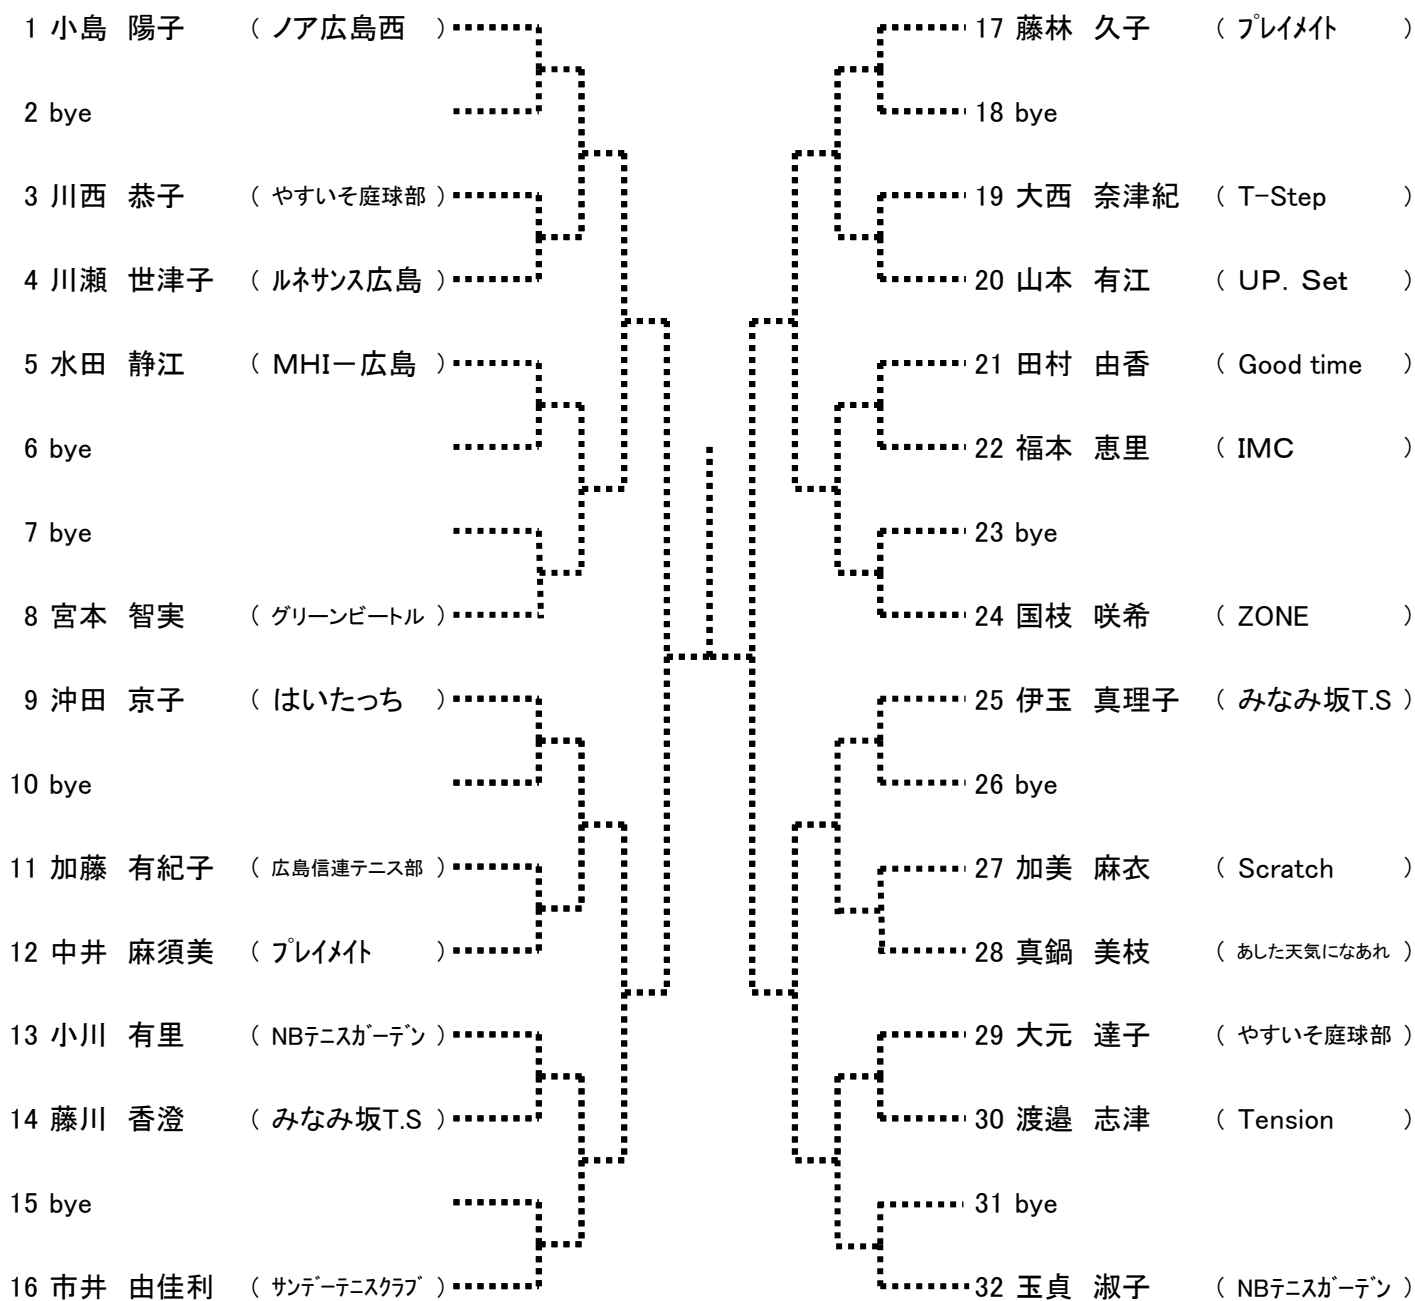 1 小島 陽子 ( ノア広島西 )
2 bye
3 川西 恭子 ( やすいそ庭球部 )
4 川瀬 世津子 ( ルネサンス広島 )
5 水田 静江 ( MHI－広島 )
6 bye
7 bye
8 宮本 智実 ( グリーンビートル )
9 沖田 京子 ( はいたっち )
10 bye
11 加藤 有紀子 ( 広島信連テニス部 )
12 中井 麻須美 ( プレイメイト )
13 小川 有里 ( NBテニスガーデン )
14 藤川 香澄 ( みなみ坂T.S )
15 bye
16 市井 由佳利 ( サンデーテニスクラブ )
17 藤林 久子 ( プレイメイト )
18 bye
19 大西 奈津紀 ( T-Step )
20 山本 有江 ( UP. Set )
21 田村 由香 ( Good time )
22 福本 恵里 ( IMC )
23 bye
24 国枝 咲希 ( ZONE )
25 伊玉 真理子 ( みなみ坂T.S )
26 bye
27 加美 麻衣 ( Scratch )
28 真鍋 美枝 ( あした天気になあれ )
29 大元 達子 ( やすいそ庭球部 )
30 渡邉 志津 ( Tension )
31 bye
32 玉貞 淑子 ( NBテニスガーデン )